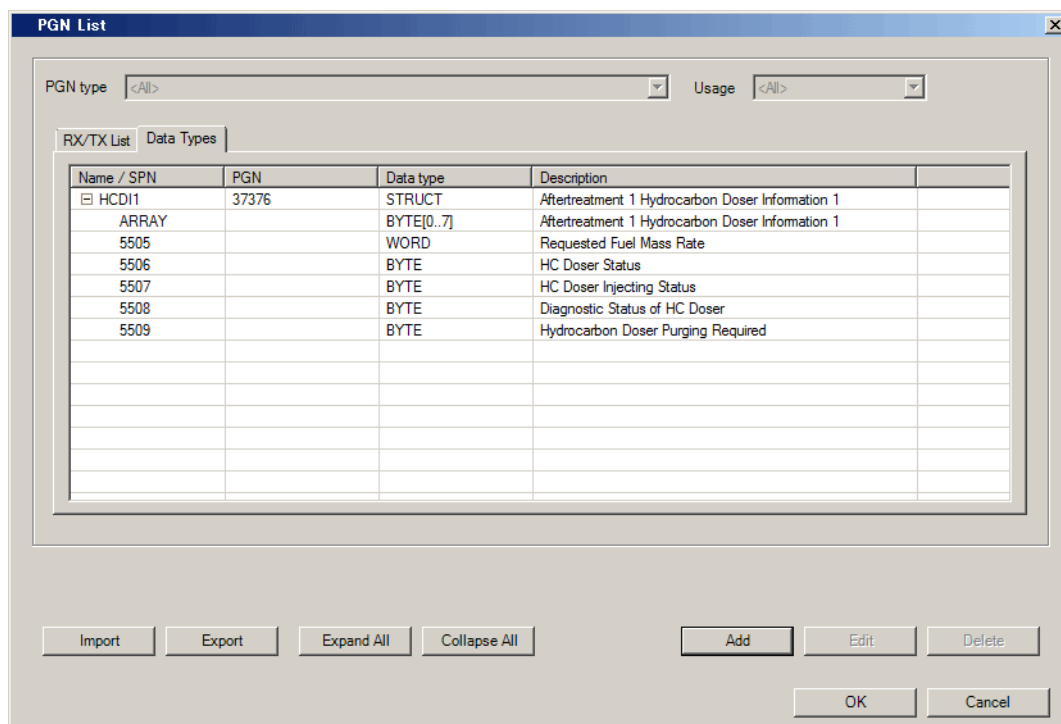 PGN List
PGN type <All> Usage <All>
RX/TX List Data Types
Name / SPN PGN Data type Description
HCDI1 37376 STRUCT Aftertreatment 1 Hydrocarbon Doser Information 1
ARRAY BYTE[0..7] Aftertreatment 1 Hydrocarbon Doser Information 1
5505 WORD Requested Fuel Mass Rate
5506 BYTE HC Doser Status
5507 BYTE HC Doser Injecting Status
5508 BYTE Diagnostic Status of HC Doser
5509 BYTE Hydrocarbon Doser Purging Required
Import Export Expand All Collapse All Add Edit Delete
OK Cancel